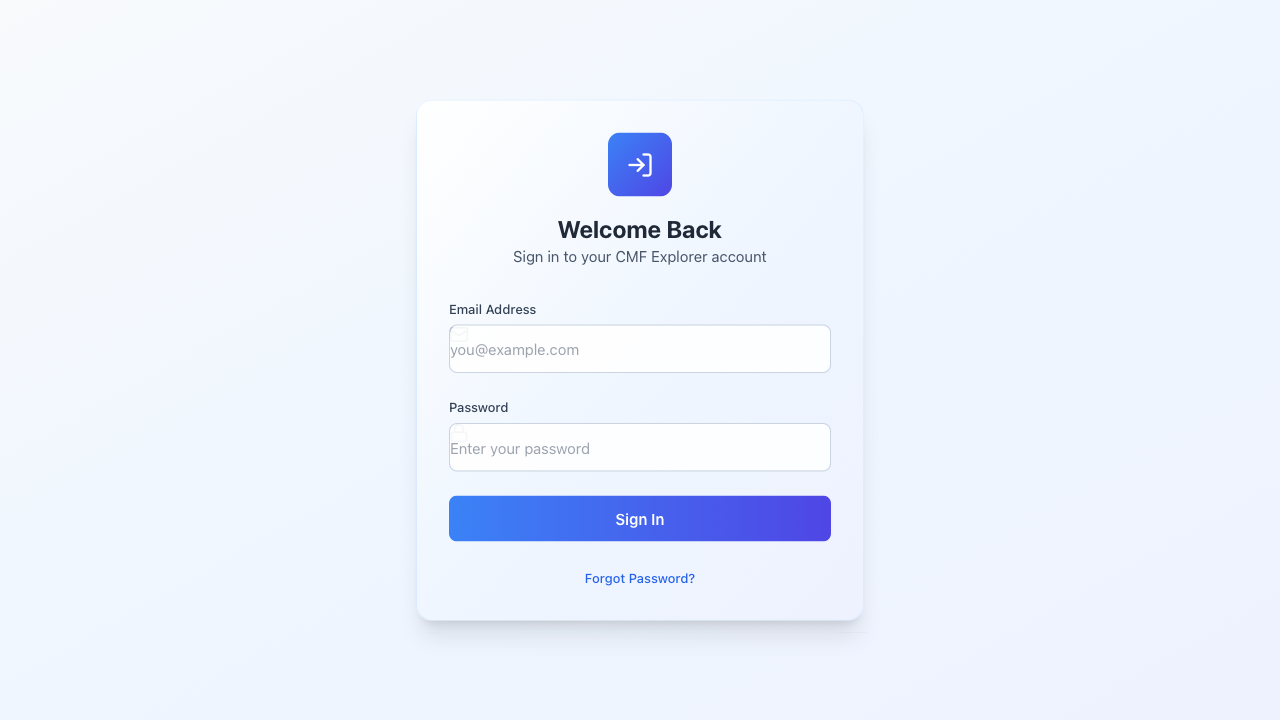 Welcome Back
Sign in to your CMF Explorer account
Email Address
you@example.com
Password
Enter your password
Sign In
Forgot Password?